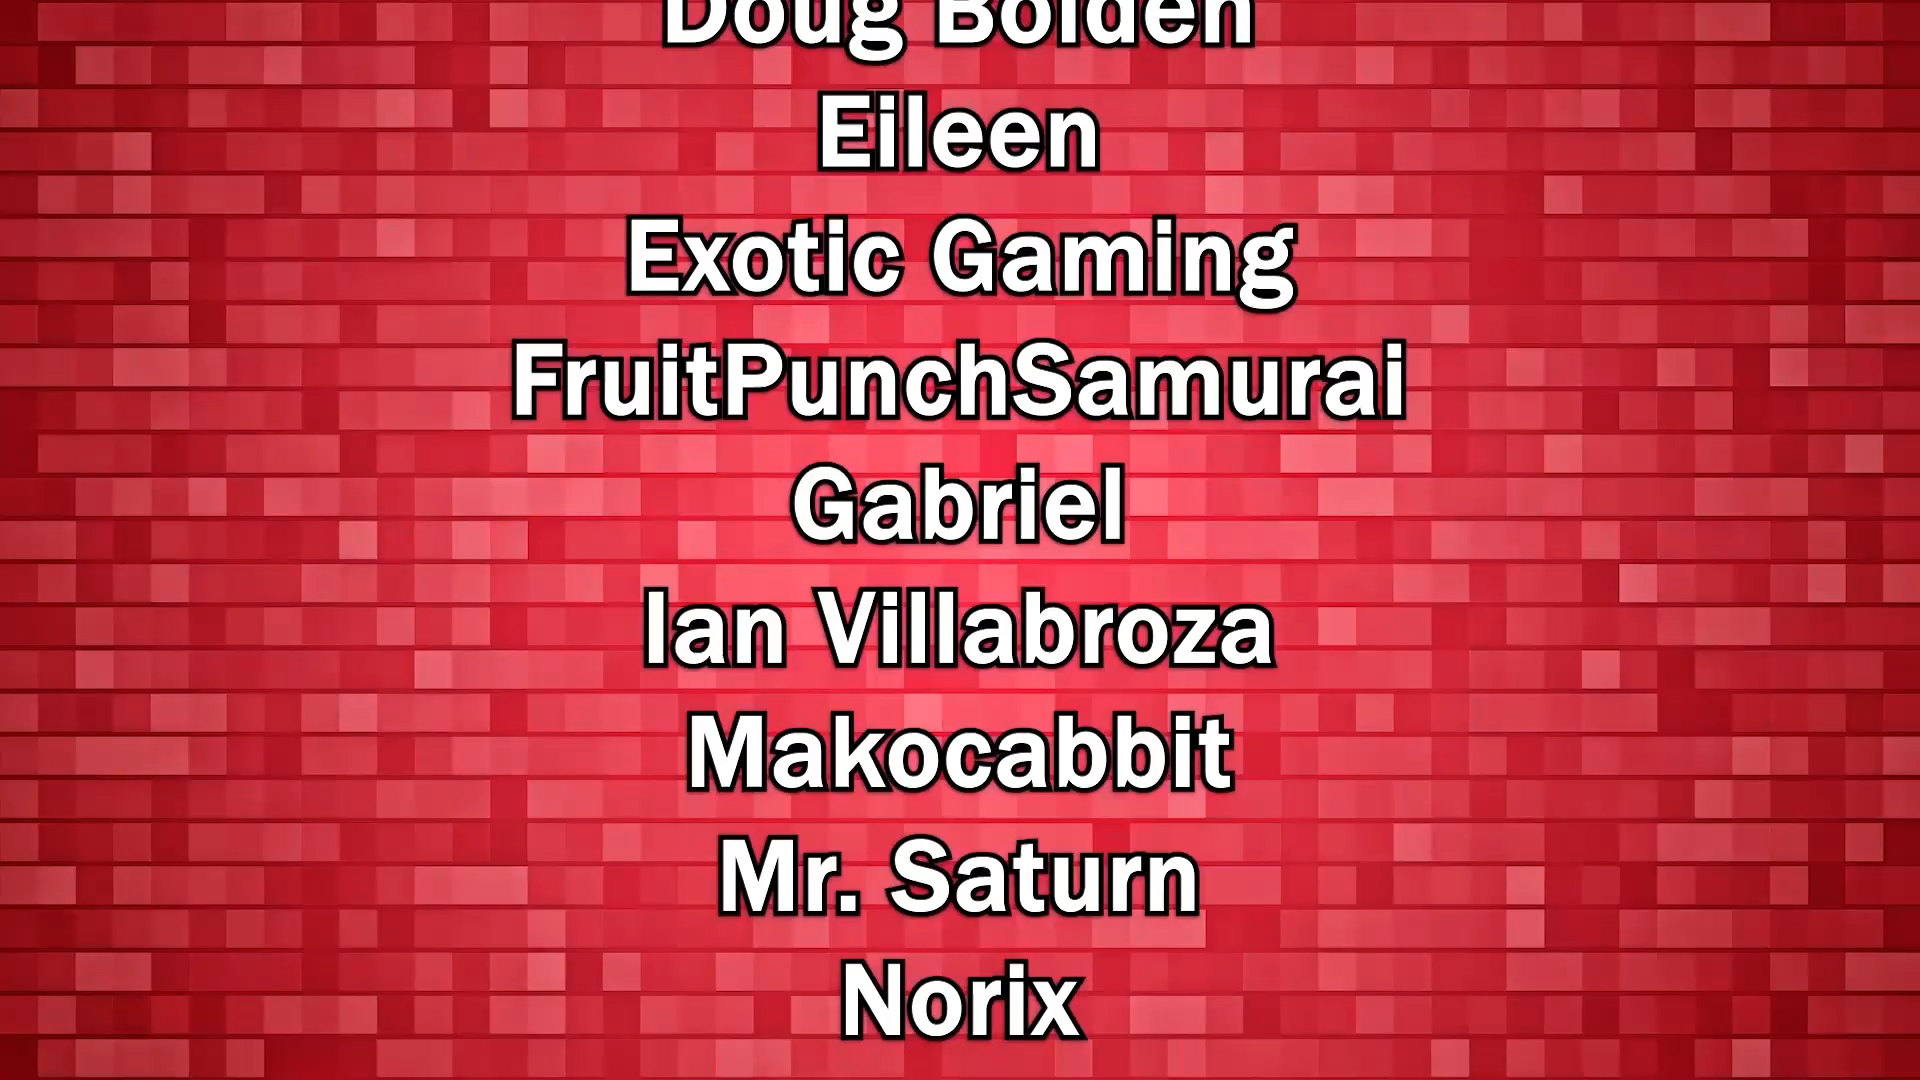 Doug Bolden
Eileen
Exotic Gaming
FruitPunchSamurai
Gabriel
Ian Villabroza
Makocabbit
Mr. Saturn
Norix